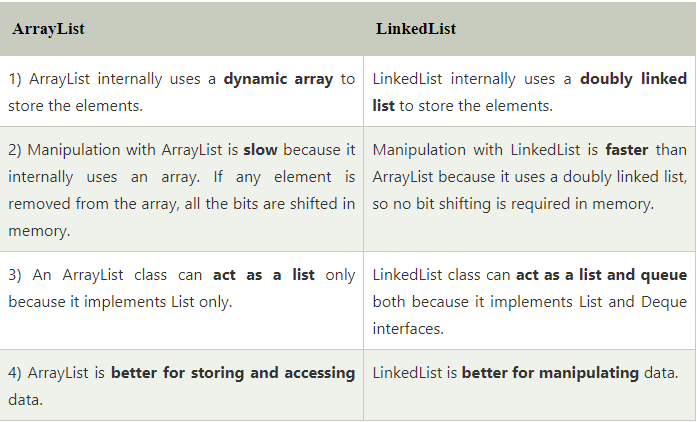 ArrayList
LinkedList
1) ArrayList internally uses a dynamic array to
store the elements.
LinkedList internally uses a doubly linked
list to store the elements.
2) Manipulation with ArrayList is slow because it
internally uses an array. If any element is
removed from the array, all the bits are shifted in
memory.
Manipulation with LinkedList is faster than
ArrayList because it uses a doubly linked list,
so no bit shifting is required in memory.
3) An ArrayList class can act as a list only
because it implements List only.
LinkedList class can act as a list and queue
both because it implements List and Deque
interfaces.
4) ArrayList is better for storing and accessing
data.
LinkedList is better for manipulating data.